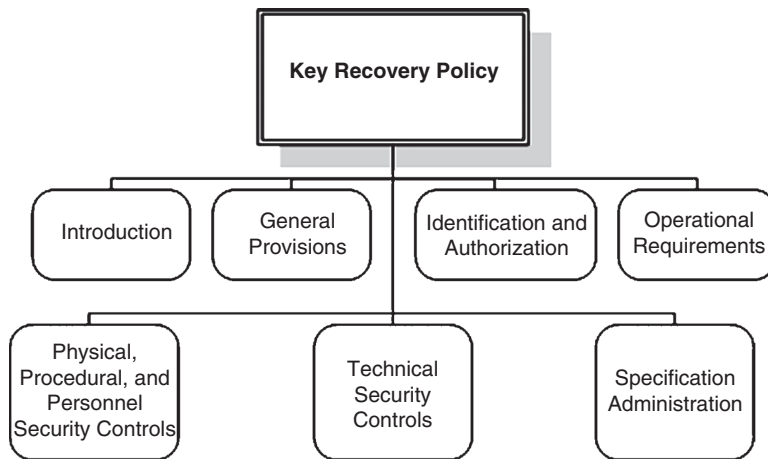 Key Recovery Policy
Introduction
General
Provisions
Identification and
Authorization
Operational
Requirements
Physical,
Procedural, and
Personnel
Security Controls
Technical
Security
Controls
Specification
Administration